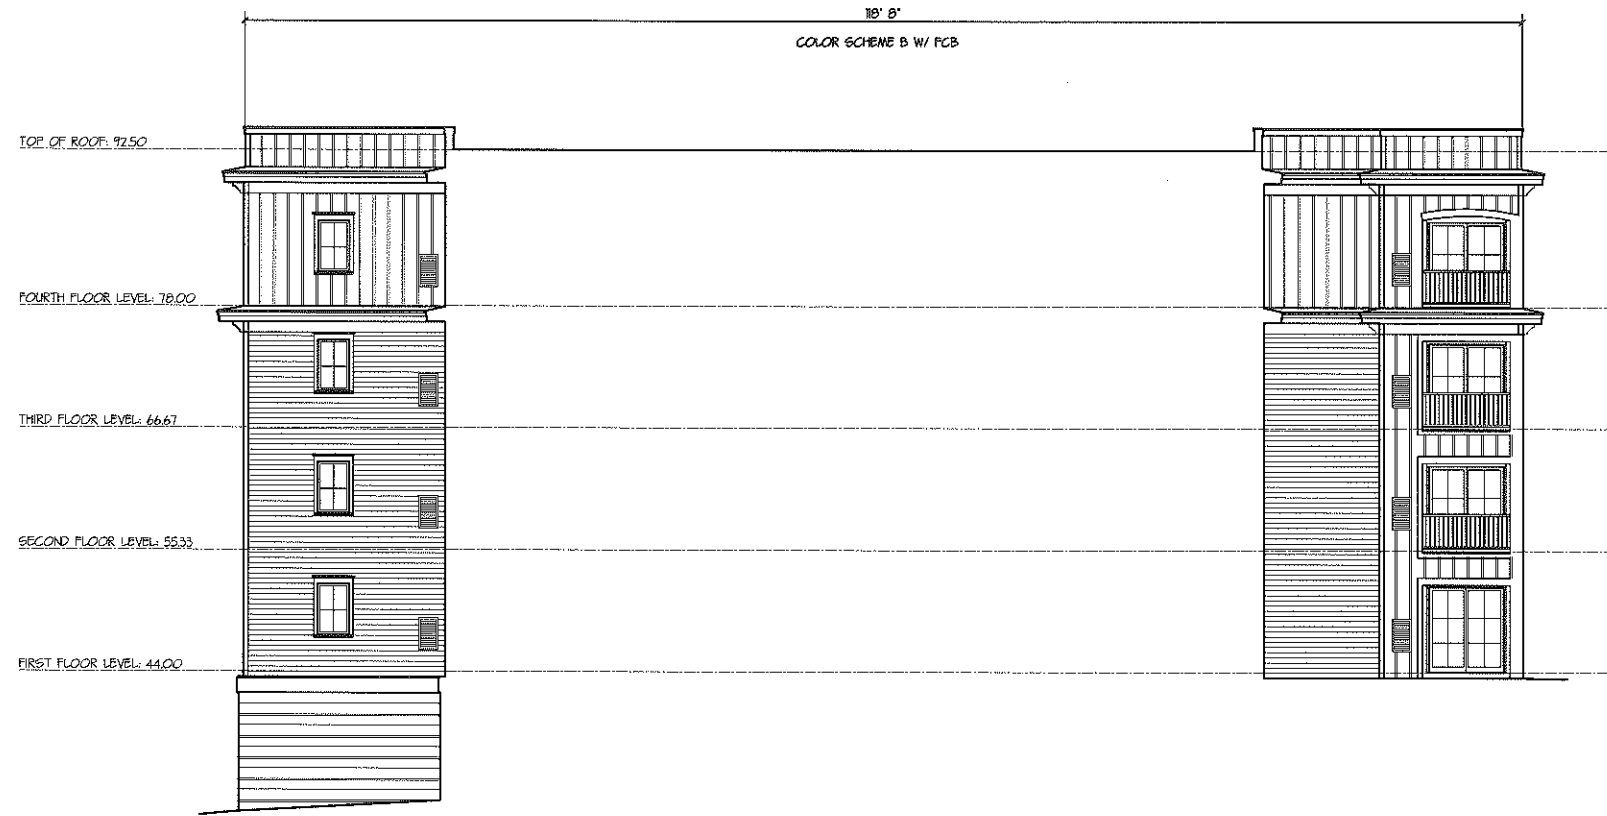 118' 8"
COLOR SCHEME B W/ FCB
TOP OF ROOF: 92.50
FOURTH FLOOR LEVEL: 78.00
THIRD FLOOR LEVEL: 66.67
SECOND FLOOR LEVEL: 55.33
FIRST FLOOR LEVEL: 44.00